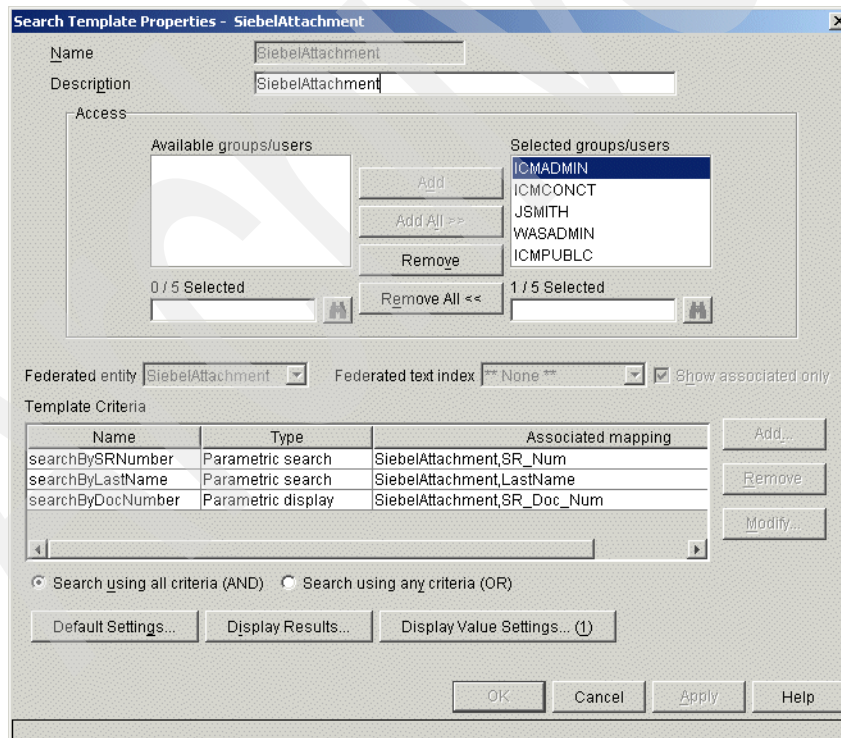 Search Template Properties - SiebelAttachment
Name SiebelAttachment
Description SiebelAttachment
Access
Available groups/users Selected groups/users
ICMADMIN
Add ICMCONCT
Add All >> JSMITH
WASADMIN
Remove ICMPUBLC
0 / 5 Selected Remove All << 1 / 5 Selected
Federated entity SiebelAttachment Federated text index ** None ** Show associated only
Template Criteria
Name Type Associated mapping Add...
searchBySRNumber Parametric search SiebelAttachment,SR_Num
searchByLastName Parametric search SiebelAttachment,LastName Remove
searchByDocNumber Parametric display SiebelAttachment,SR_Doc_Num
Modify...
Search using all criteria (AND) Search using any criteria (OR)
Default Settings... Display Results... Display Value Settings... (1)
OK Cancel Apply Help